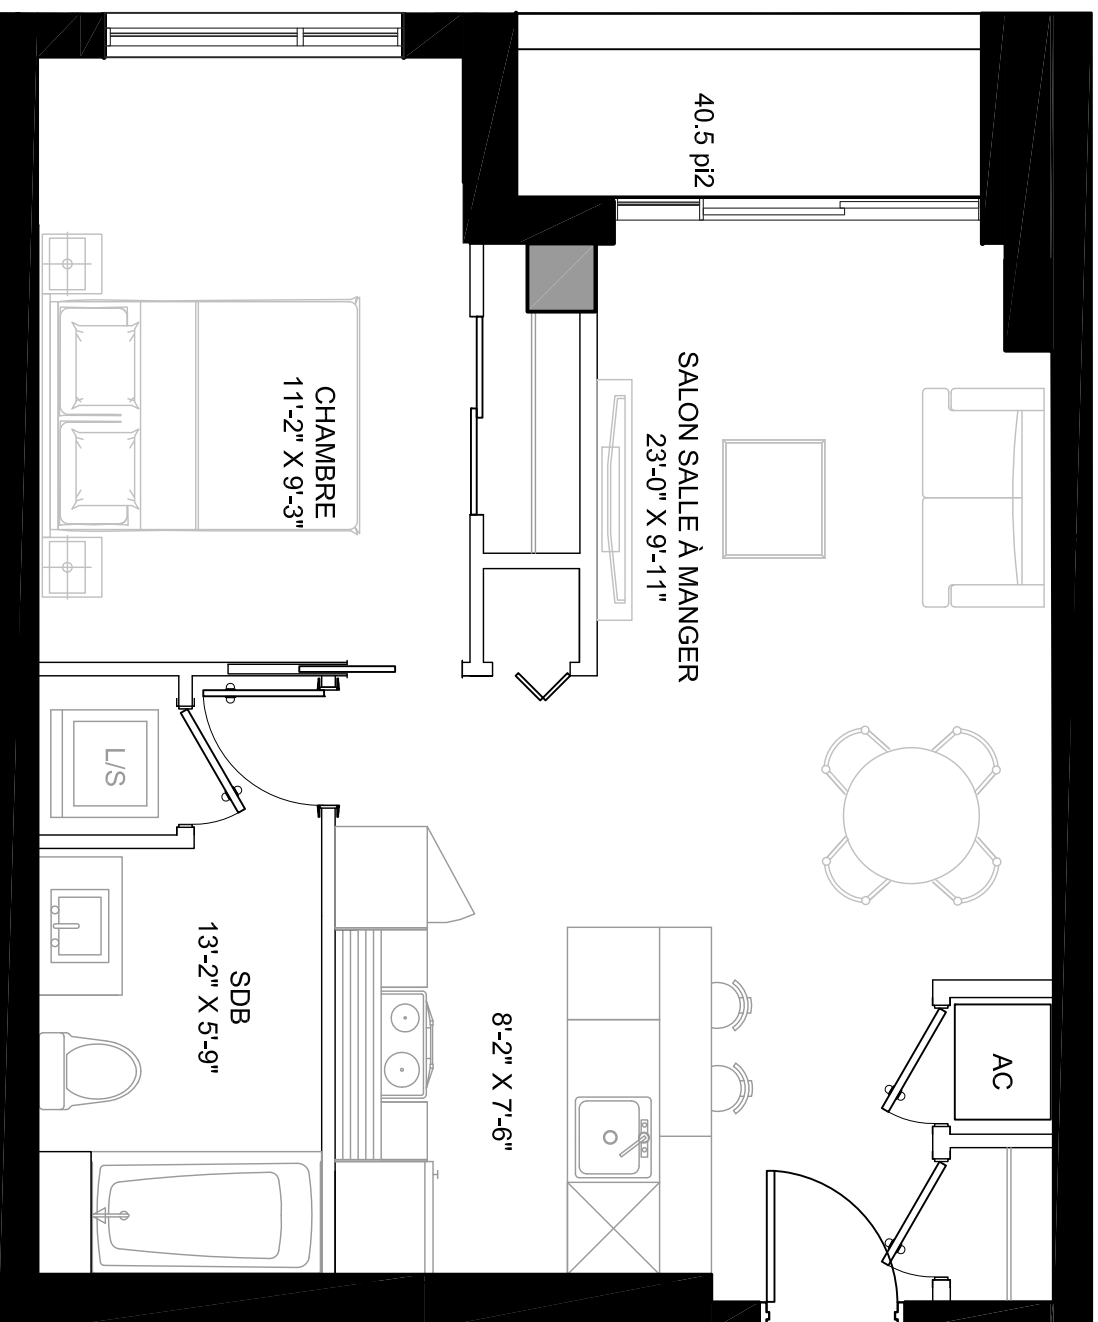 40.5 pi2
SALON SALLE À MANGER
23'-0" X 9'-11"
CHAMBRE
11'-2" X 9'-3"
L/S
SDB
13'-2" X 5'-9"
8'-2" X 7'-6"
AC